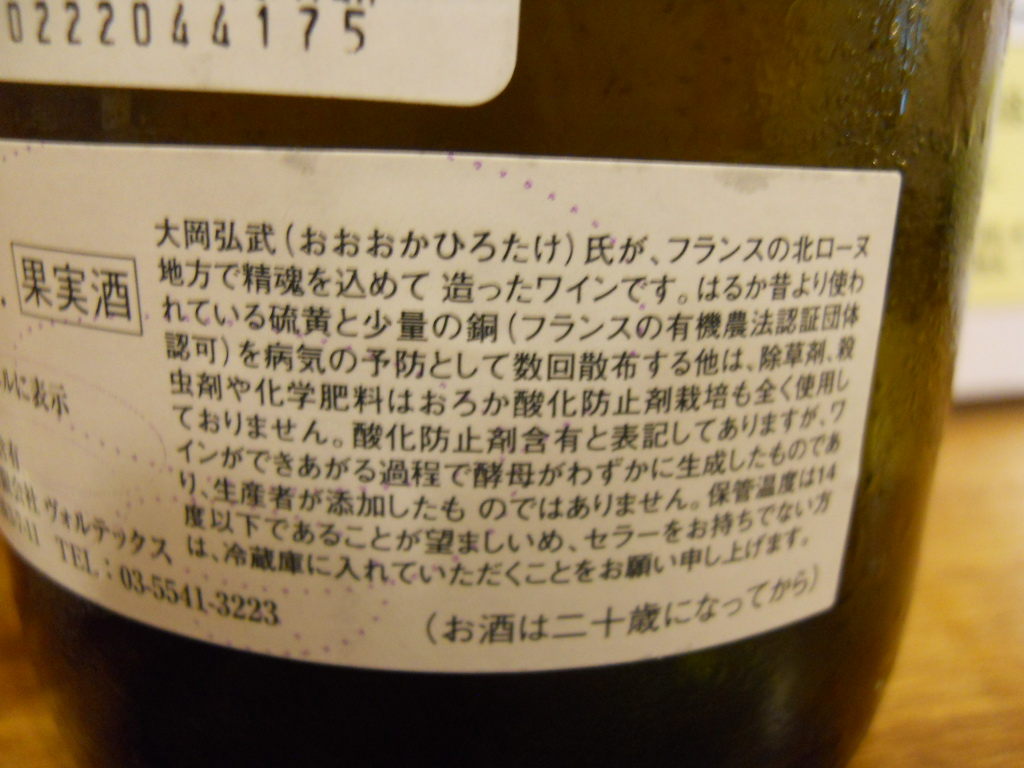 0222044175
果実酒
大岡弘武(おおおかひろたけ)氏が、フランスの北ローヌ
地方で精魂を込めて 造ったワインです。はるか昔より使わ
れている硫黄と少量の銅(フランスの有機農法認証団体
認可)を病気の予防として数回散布する他は、除草剤、殺
虫剤や化学肥料はおろか酸化防止剤栽培も全く使用し
ておりません。酸化防止剤含有と表記してありますが、ワ
インができあがる過程で酵母がわずかに生成したものであ
り、生産者が添加したも のではありません。保管温度は14
度以下であることが望ましいめ、セラーをお持ちでない方
は、冷蔵庫に入れていただくことをお願い申し上げます。
(お酒は二十歳になってから)
ルに表示
ヴォルテックス
TEL:03-5541-3223